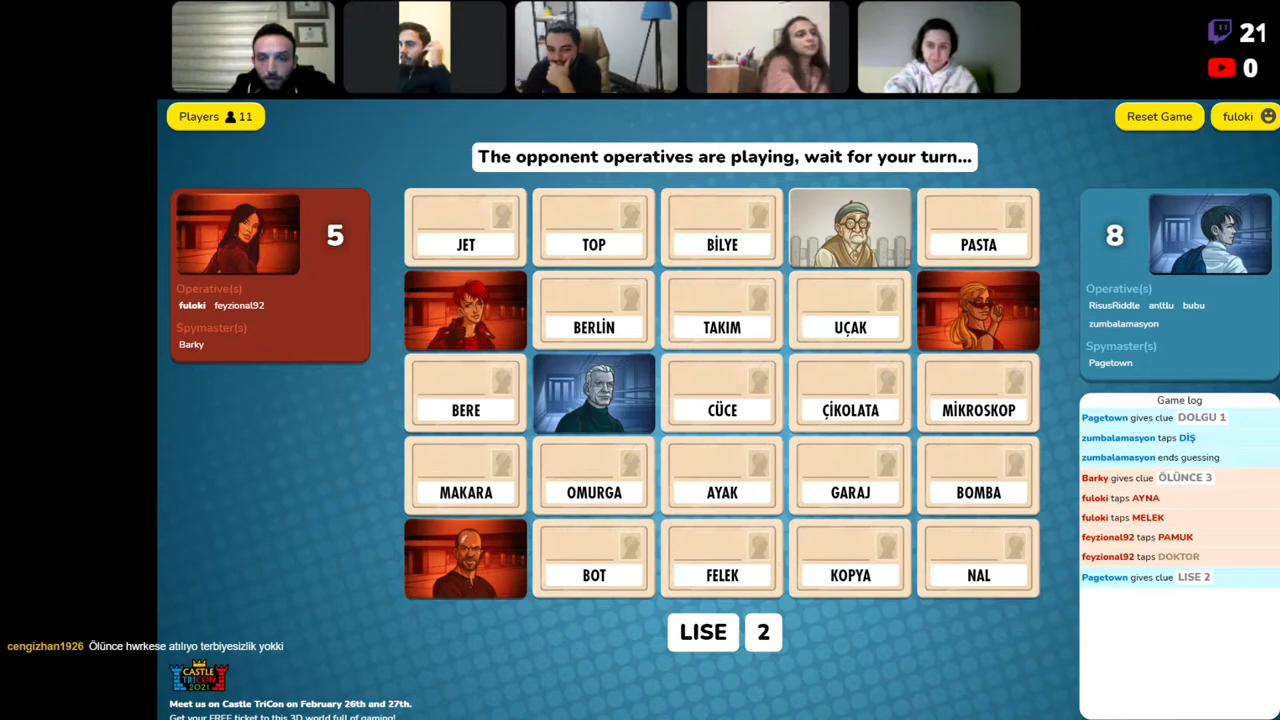 21
0
Players 11
Reset Game
fuloki
The opponent operatives are playing, wait for your turn...
5
Operative(s)
fuloki feyzional92
Spymaster(s)
Barky
JET
TOP
BİLYE
PASTA
BERLİN
TAKIM
UÇAK
BERE
CÜCE
ÇİKOLATA
MİKROSKOP
MAKARA
OMURGA
AYAK
GARAJ
BOMBA
BOT
FELEK
KOPYA
NAL
8
Operative(s)
RisusRiddle anttlu bubu
zumbalamasyon
Spymaster(s)
Pagetown
Game log
Pagetown gives clue DOLGU 1
zumbalamasyon taps DİŞ
zumbalamasyon ends guessing
Barky gives clue ÖLÜNCE 3
fuloki taps AYNA
fuloki taps MELEK
feyzional92 taps PAMUK
feyzional92 taps DOKTOR
Pagetown gives clue LISE 2
LISE 2
cengizhan1926 Ölünce hwrkese atılıyo terbiyesizlik yokki
CASTLE
TRICON
2021
Meet us on Castle TriCon on February 26th and 27th.
Get your FREE ticket to this 3D world full of gaming!